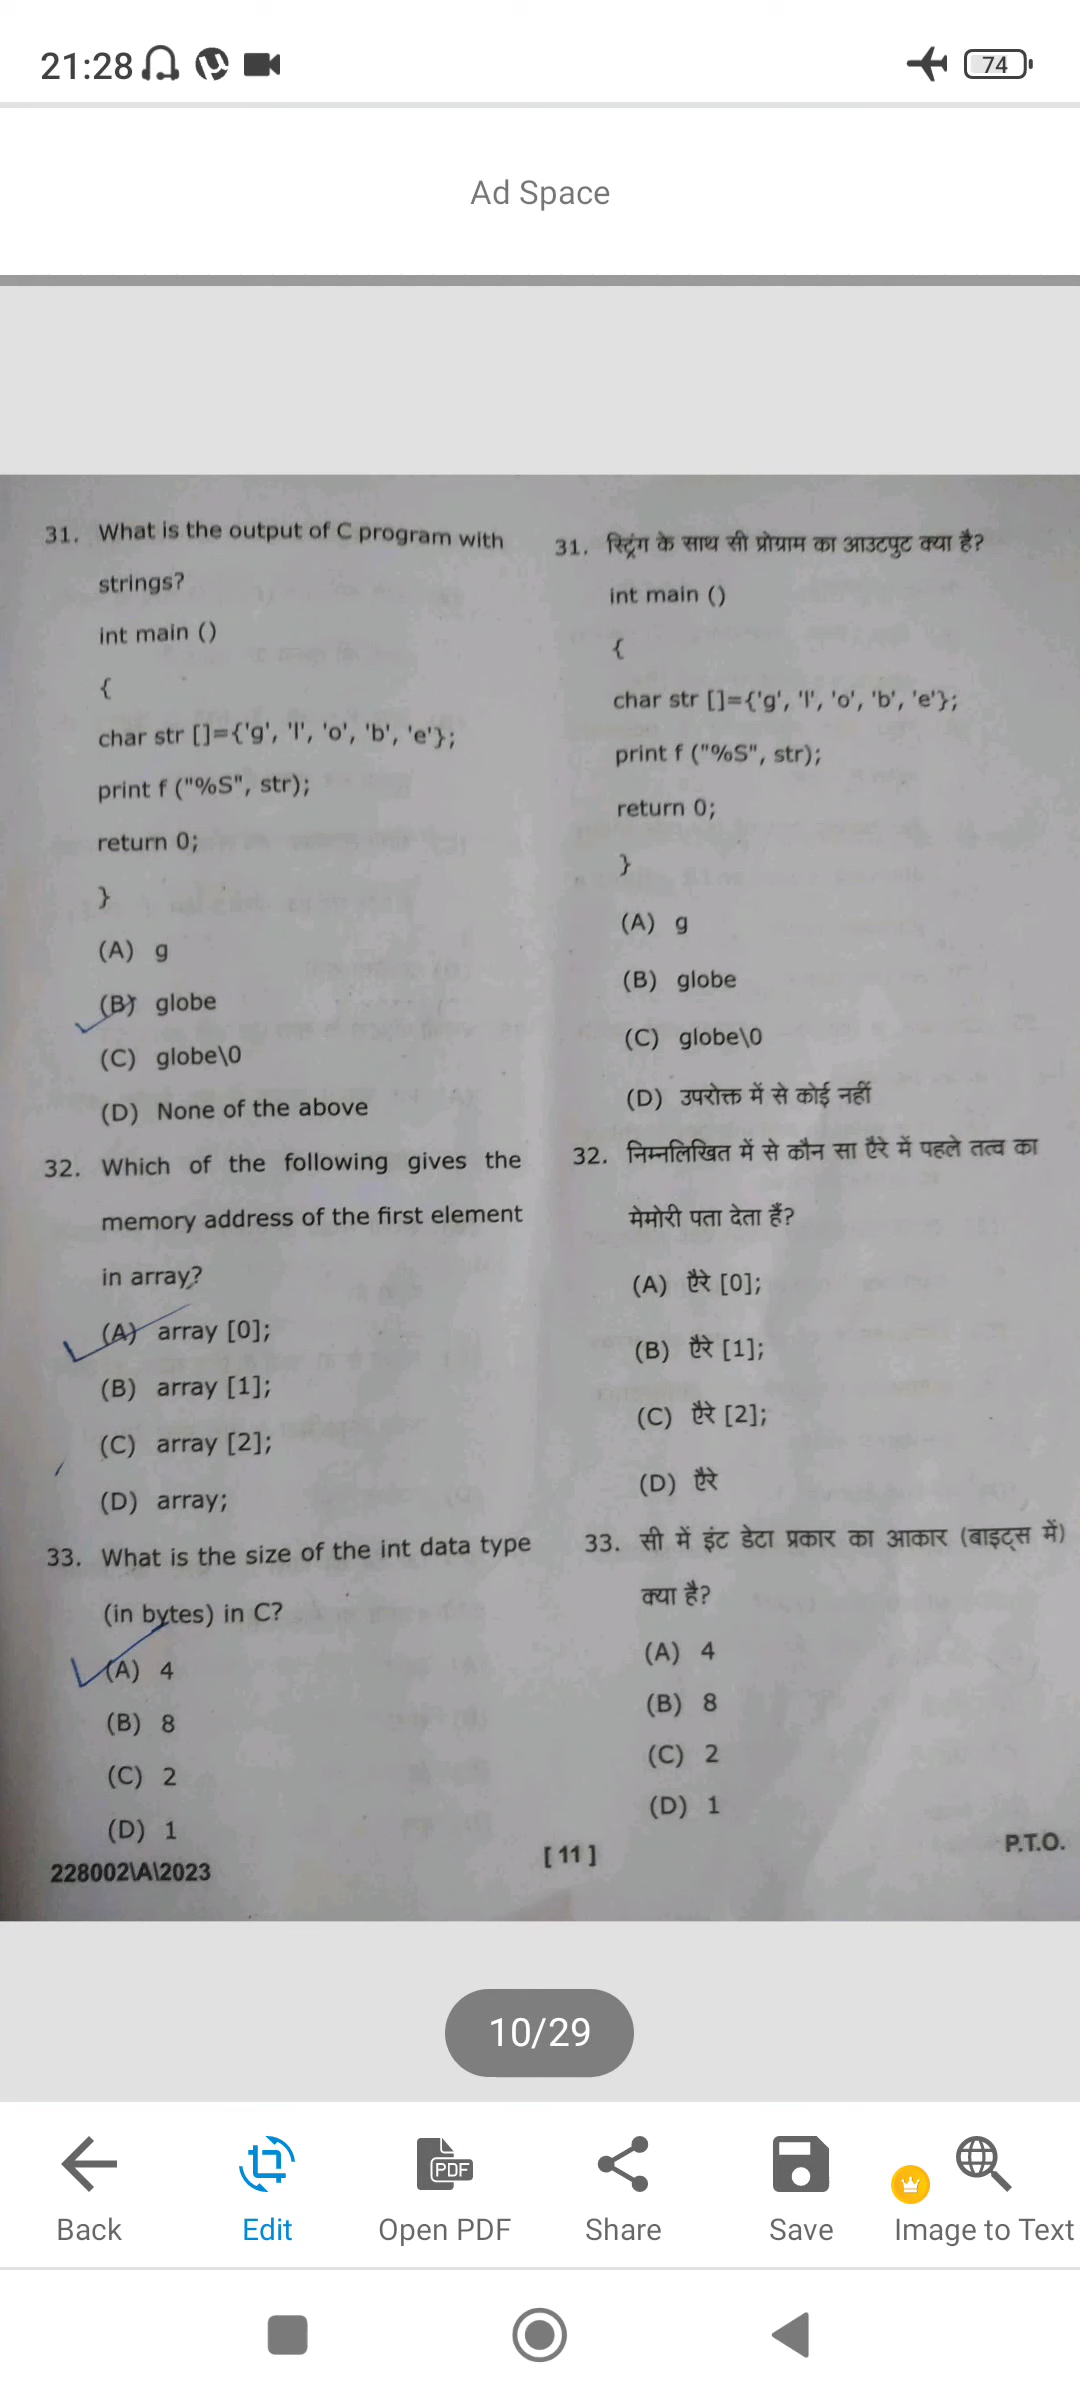 21:28
74
Ad Space
31. What is the output of C program with
strings?
int main ()
{
char str []={'g', 'l', 'o', 'b', 'e'};
print f ("%S", str);
return 0;
}
(A) g
(B) globe
(C) globe\0
(D) None of the above
32. Which of the following gives the
memory address of the first element
in array?
(A) array [0];
(B) array [1];
(C) array [2];
(D) array;
33. What is the size of the int data type
(in bytes) in C?
(A) 4
(B) 8
(C) 2
(D) 1
228002\A\2023
31. स्ट्रिंग के साथ सी प्रोग्राम का आउटपुट क्या है?
int main ()
{
char str []={'g', 'l', 'o', 'b', 'e'};
print f ("%S", str);
return 0;
}
(A) g
(B) globe
(C) globe\0
(D) उपरोक्त में से कोई नहीं
32. निम्नलिखित में से कौन सा ऐरे में पहले तत्व का
मेमोरी पता देता हैं?
(A) ऐरे [0];
(B) ऐरे [1];
(C) ऐरे [2];
(D) ऐरे
33. सी में इंट डेटा प्रकार का आकार (बाइट्स में)
क्या है?
(A) 4
(B) 8
(C) 2
(D) 1
[ 11 ]
P.T.O.
10/29
PDF
Back
Edit
Open PDF
Share
Save
Image to Text